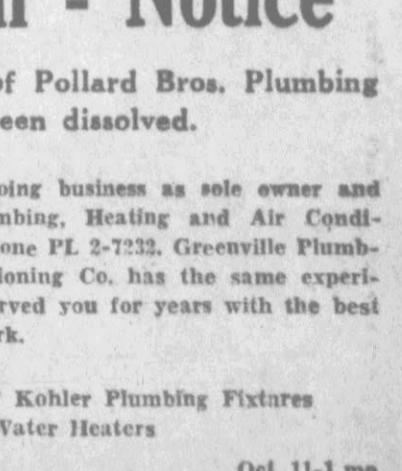 - Notice
of Pollard Bros. Plumbing
een dissolved.
oing business as sole owner and
mbing, Heating and Air Condi-
one PL 2-7232. Greenville Plumb-
ioning Co. has the same experi-
rved you for years with the best
rk.
Kohler Plumbing Fixtures
Water Heaters
Oct. 11-1 mo